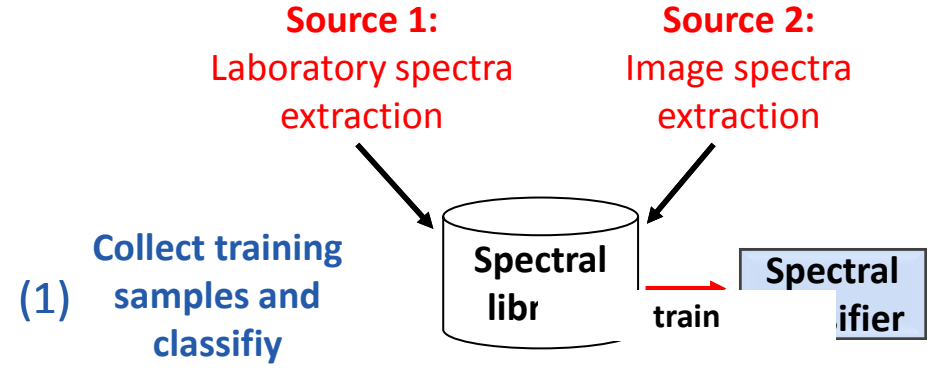 Source 1:
Laboratory spectra
extraction
Source 2:
Image spectra
extraction
(1)
Collect training
samples and
classifiy
Spectral
libr
train
Spectral
ifier